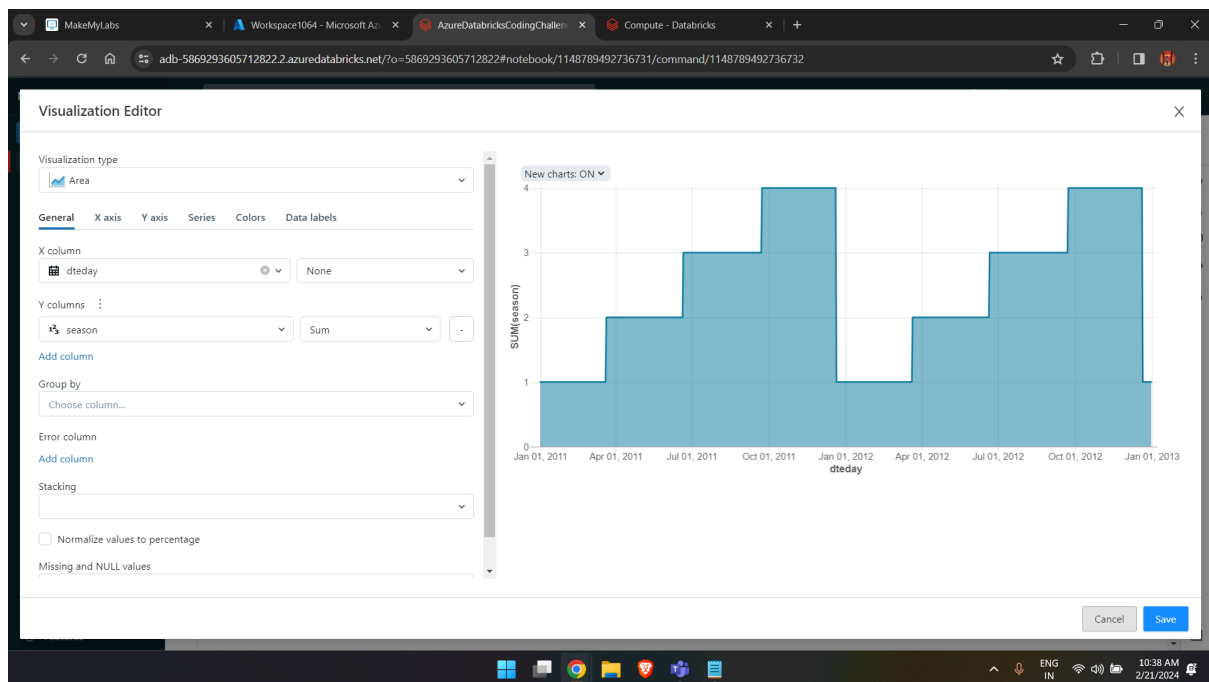 MakeMyLabs
Workspace1064 - Microsoft Az
AzureDatabricksCodingChallen
Compute - Databricks
adb-5869293605712822.2.azuredatabricks.net/?o=5869293605712822#notebook/1148789492736731/command/1148789492736732
Visualization Editor
Visualization type
Area
General X axis Y axis Series Colors Data labels
X column
dteday None
Y columns
1²3 season Sum -
Add column
Group by
Choose column...
Error column
Add column
Stacking
Normalize values to percentage
Missing and NULL values
New charts: ON
4
3
2
1
0
SUM(season)
Jan 01, 2011 Apr 01, 2011 Jul 01, 2011 Oct 01, 2011 Jan 01, 2012 Apr 01, 2012 Jul 01, 2012 Oct 01, 2012 Jan 01, 2013
dteday
Cancel Save
ENG
IN
10:38 AM
2/21/2024